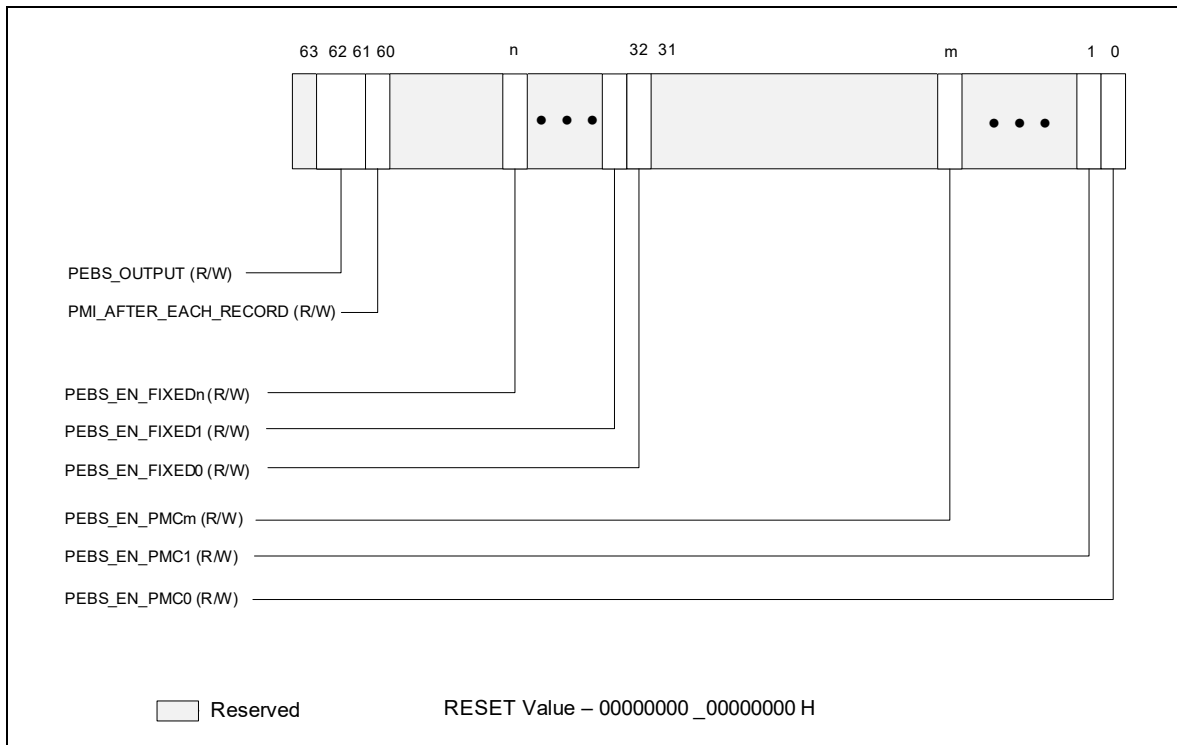 63 62 61 60 n 32 31 m 1 0
PEBS_OUTPUT (R/W)
PMI_AFTER_EACH_RECORD (R/W)
PEBS_EN_FIXEDn (R/W)
PEBS_EN_FIXED1 (R/W)
PEBS_EN_FIXED0 (R/W)
PEBS_EN_PMCm (R/W)
PEBS_EN_PMC1 (R/W)
PEBS_EN_PMC0 (R/W)
Reserved RESET Value – 00000000 _00000000 H